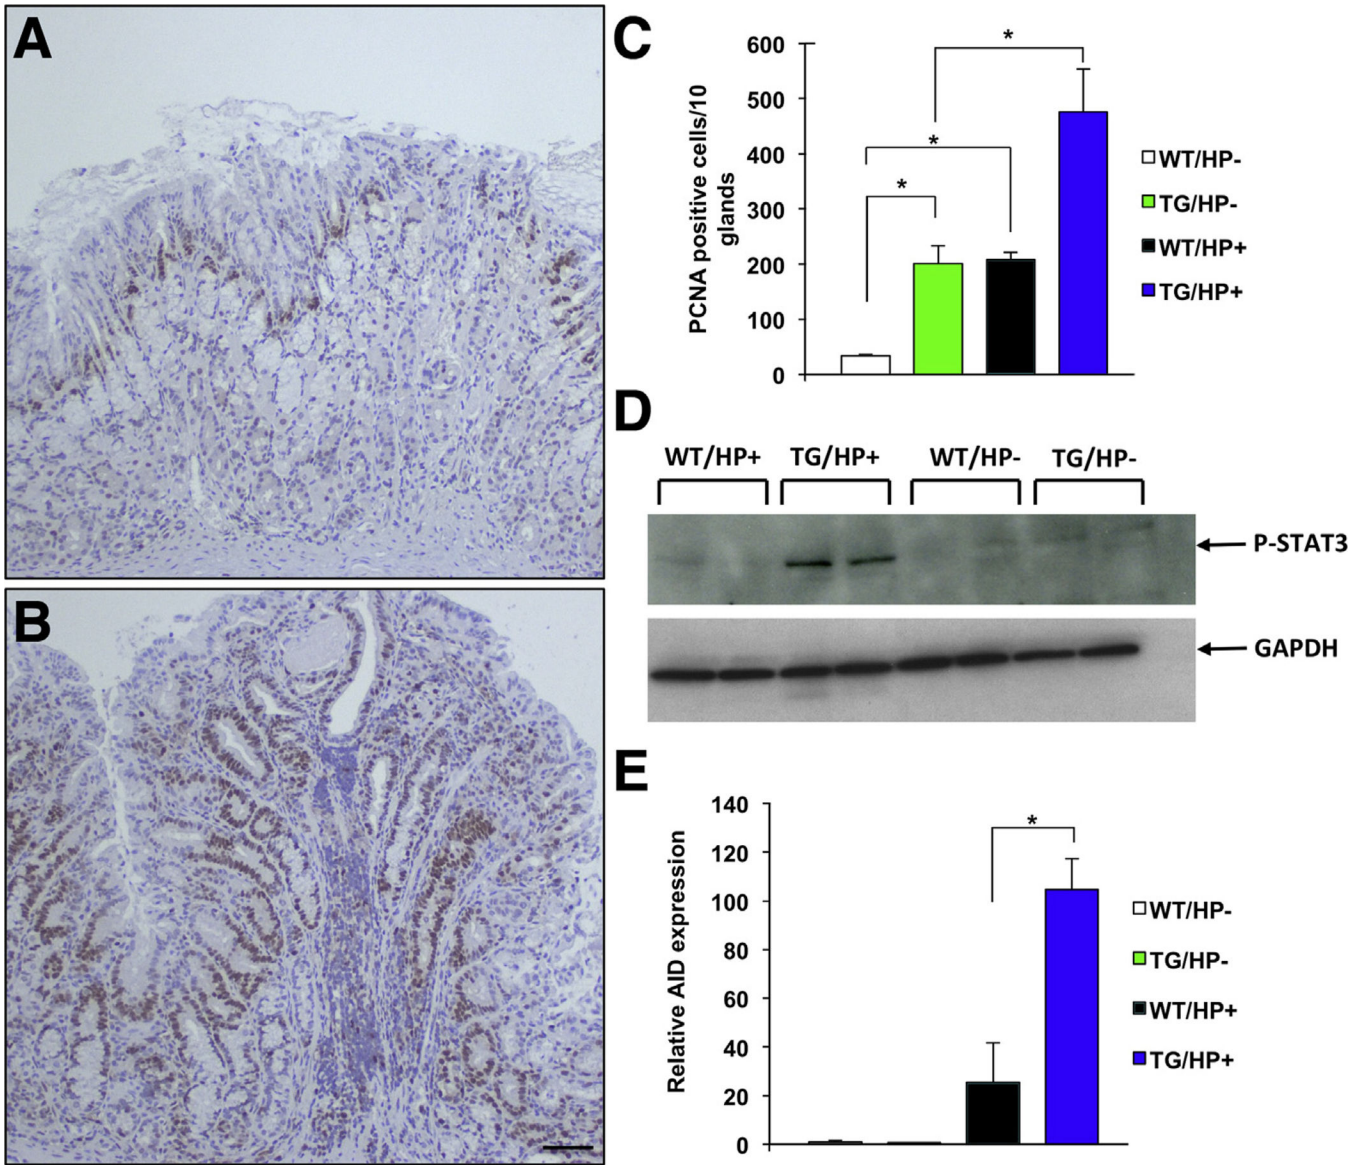 A
B
C
600
500
400
300
200
100
0
PCNA positive cells/10
glands
*
*
*
WT/HP-
TG/HP-
WT/HP+
TG/HP+
D
WT/HP+ TG/HP+ WT/HP- TG/HP-
P-STAT3
GAPDH
E
140
120
100
80
60
40
20
0
Relative AID expression
*
WT/HP-
TG/HP-
WT/HP+
TG/HP+